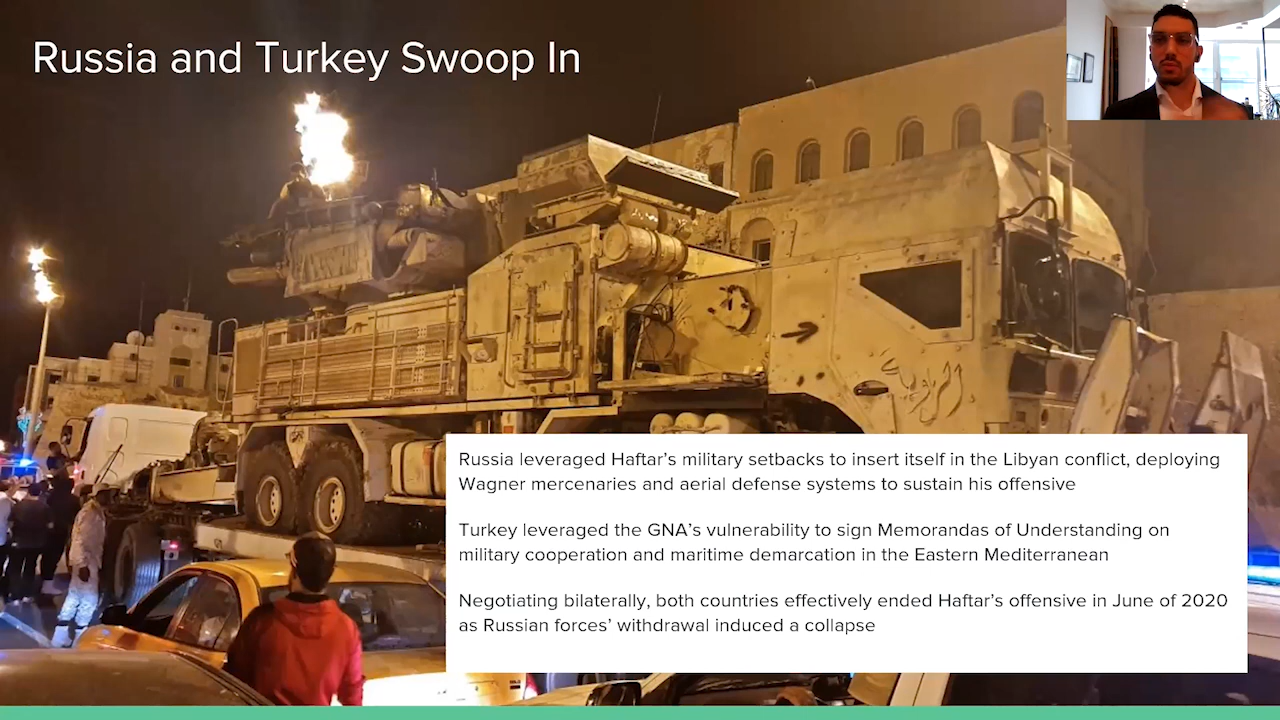 Russia and Turkey Swoop In
Russia leveraged Haftar's military setbacks to insert itself in the Libyan conflict, deploying
Wagner mercenaries and aerial defense systems to sustain his offensive
Turkey leveraged the GNA's vulnerability to sign Memorandas of Understanding on
military cooperation and maritime demarcation in the Eastern Mediterranean
Negotiating bilaterally, both countries effectively ended Haftar's offensive in June of 2020
as Russian forces' withdrawal induced a collapse